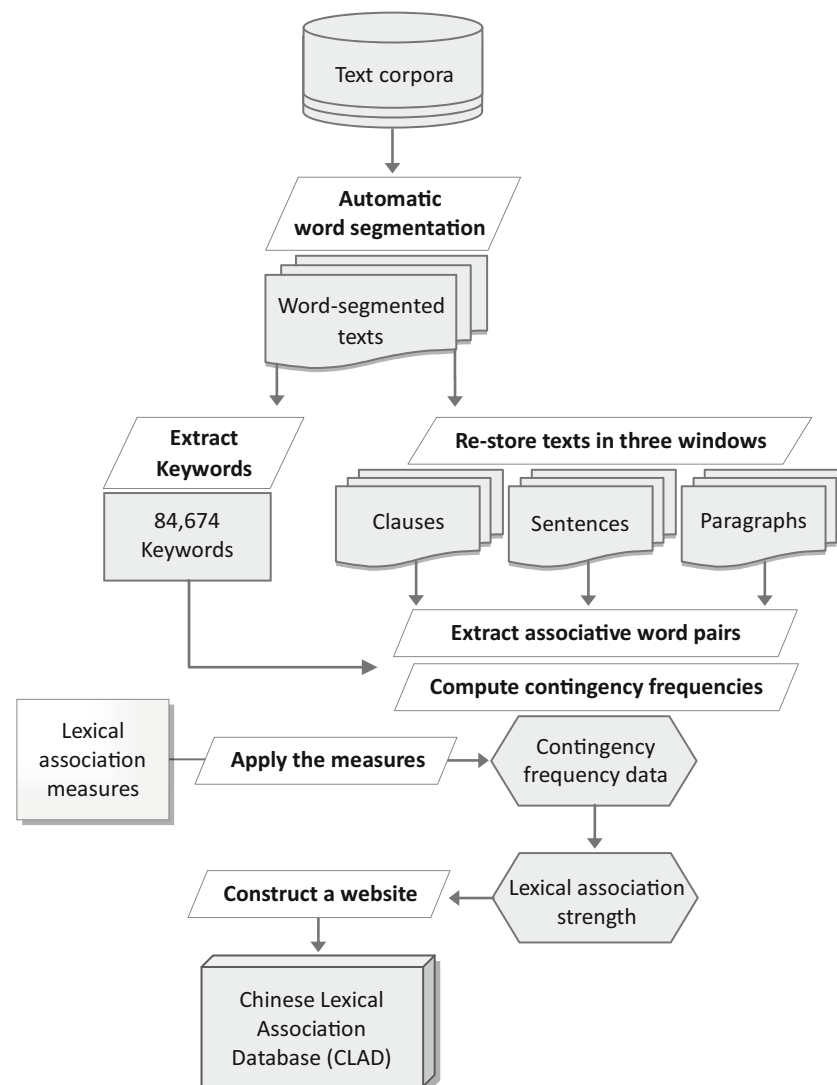 Text corpora
Automatic
word segmentation
Word-segmented
texts
Extract
Keywords
Re-store texts in three windows
84,674
Keywords
Clauses
Sentences
Paragraphs
Extract associative word pairs
Compute contingency frequencies
Lexical
association
measures
Apply the measures
Contingency
frequency data
Lexical association
strength
Construct a website
Chinese Lexical
Association
Database (CLAD)